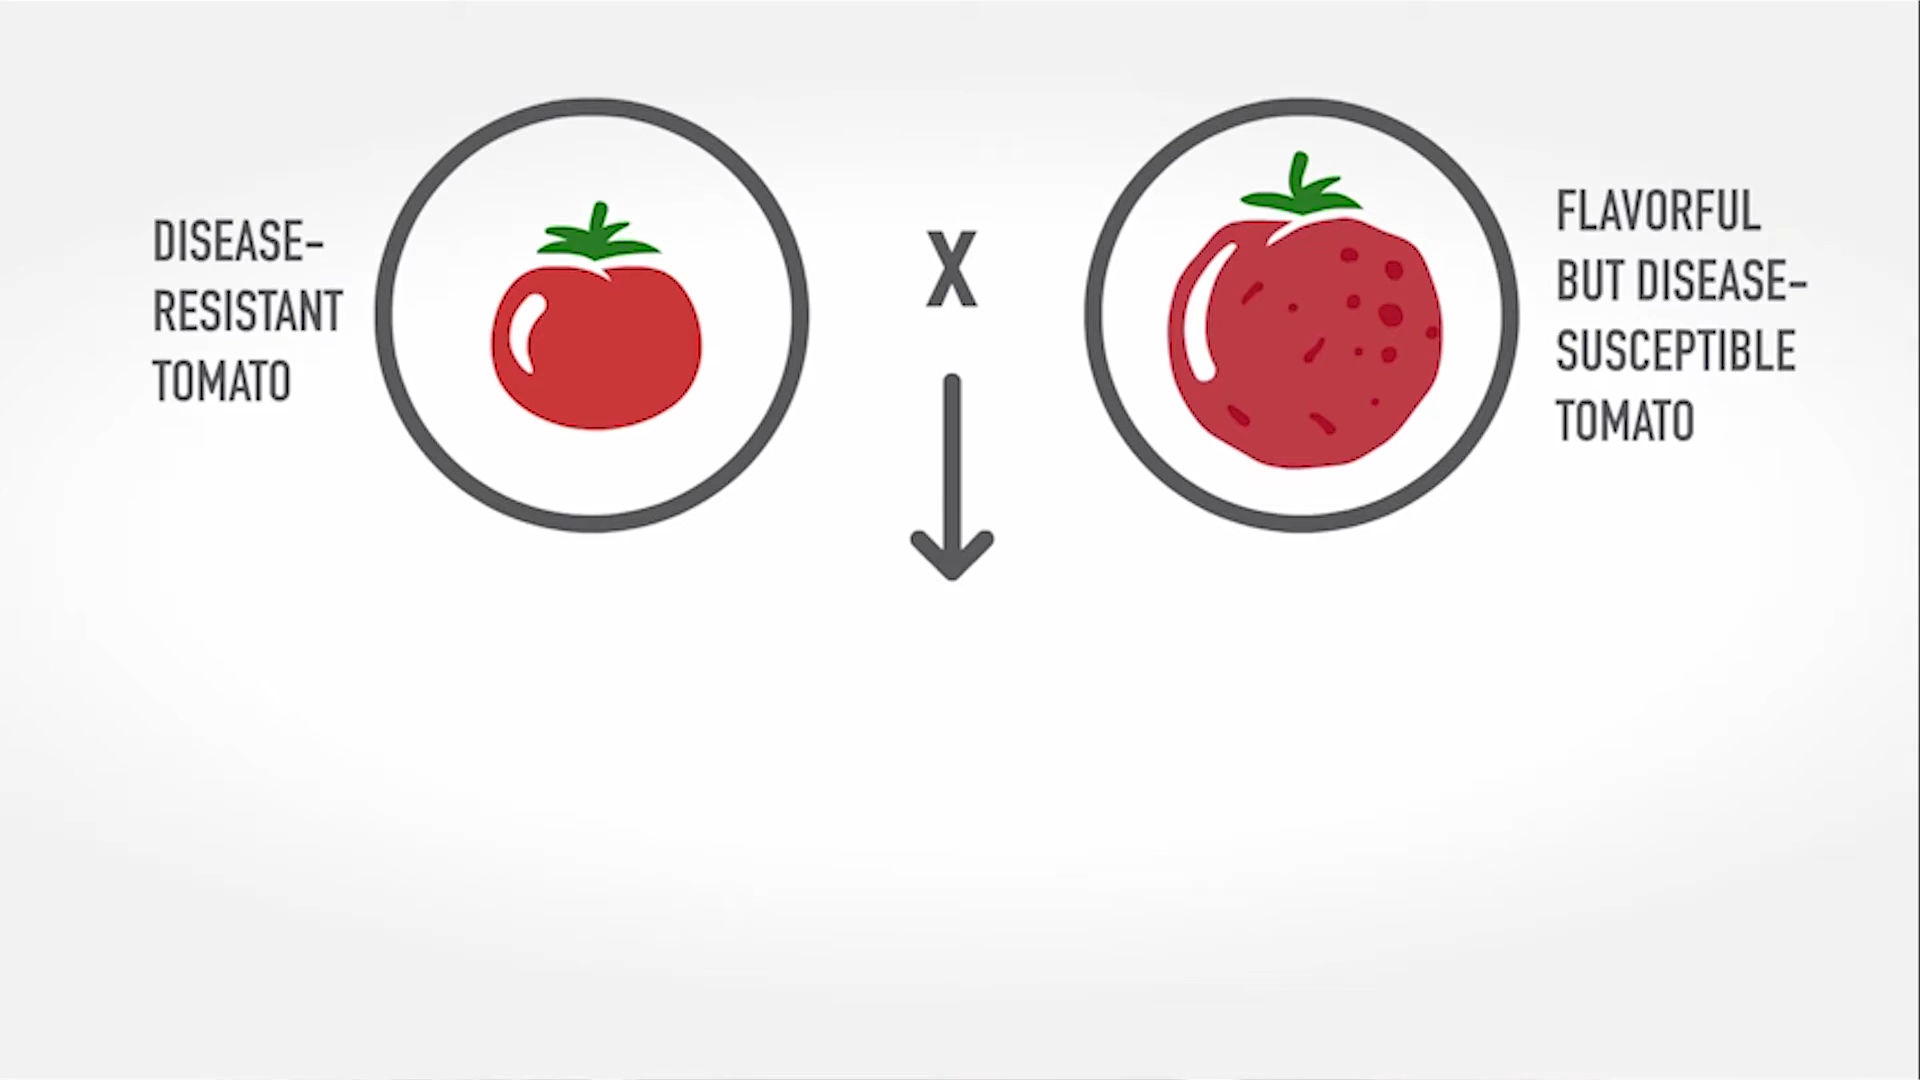 DISEASE-
RESISTANT
TOMATO
X
FLAVORFUL
BUT DISEASE-
SUSCEPTIBLE
TOMATO